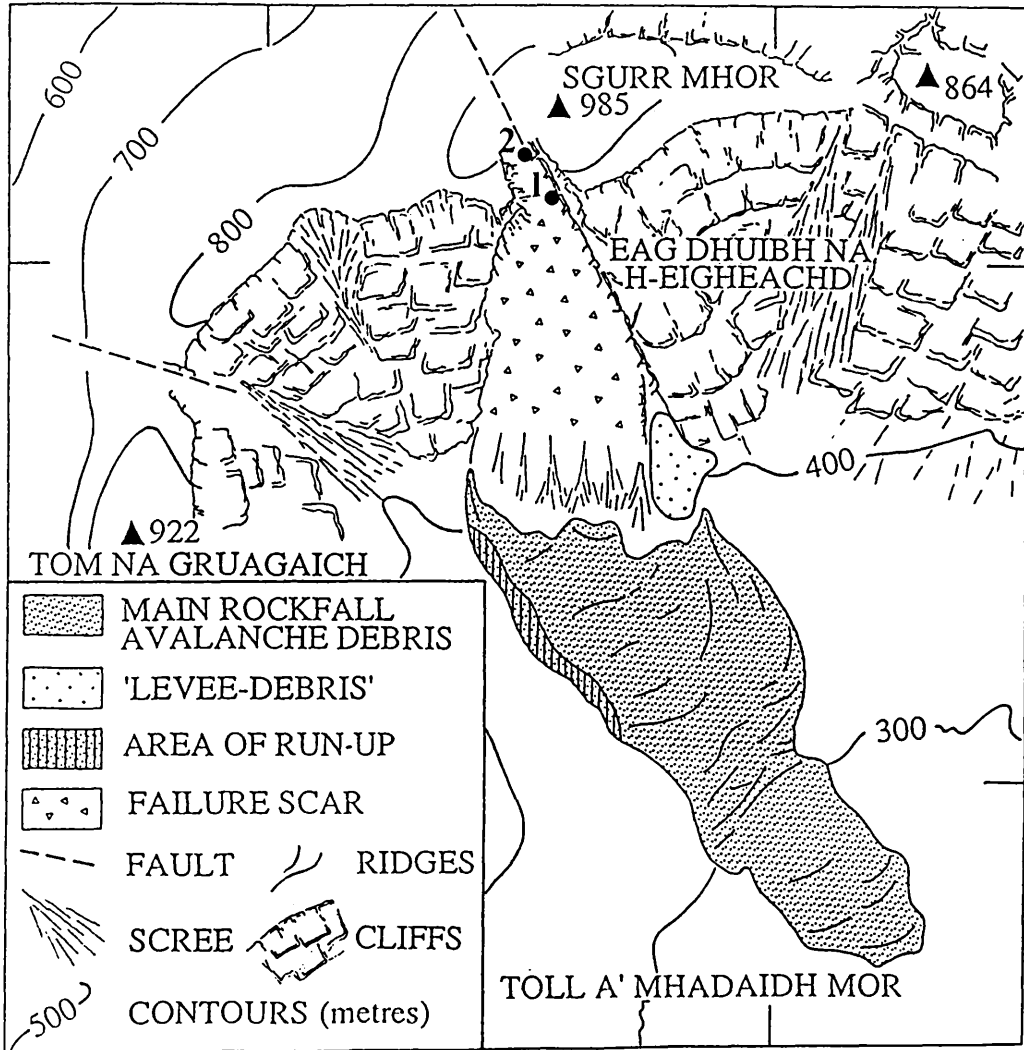 600
700
800
SGURR MHOR
985
864
2
1
EAG DHUIBH NA
H-EIGHEACHD
400
922
TOM NA GRUAGAICH
MAIN ROCKFALL
AVALANCHE DEBRIS
'LEVEE-DEBRIS'
AREA OF RUN-UP
FAILURE SCAR
FAULT
RIDGES
SCREE
CLIFFS
500
CONTOURS (metres)
300
TOLL A' MHADAIDH MOR